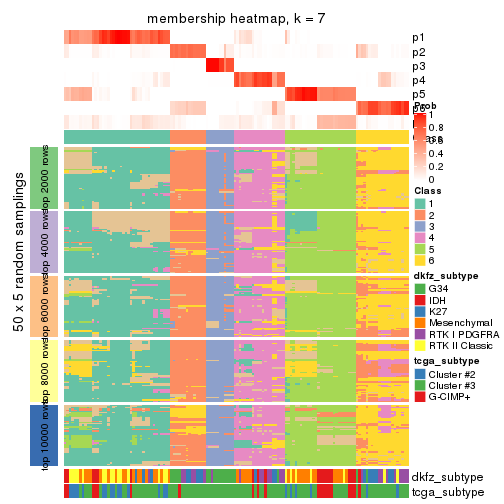 membership heatmap, k = 7
p1
p2
p3
p4
p5
Prob
1
0.8
0.4
0.2
0
Class
1
2
3
4
5
6
dkfz_subtype
G34
IDH
K27
Mesenchymal
RTK I PDGFRA
RTK II Classic
tcga_subtype
Cluster #2
Cluster #3
G-CIMP+
50 x 5 random samplings
top 2000 rows
top 4000 rows
top 6000 rows
top 8000 rows
top 10000 rows
dkfz_subtype
tcga_subtype